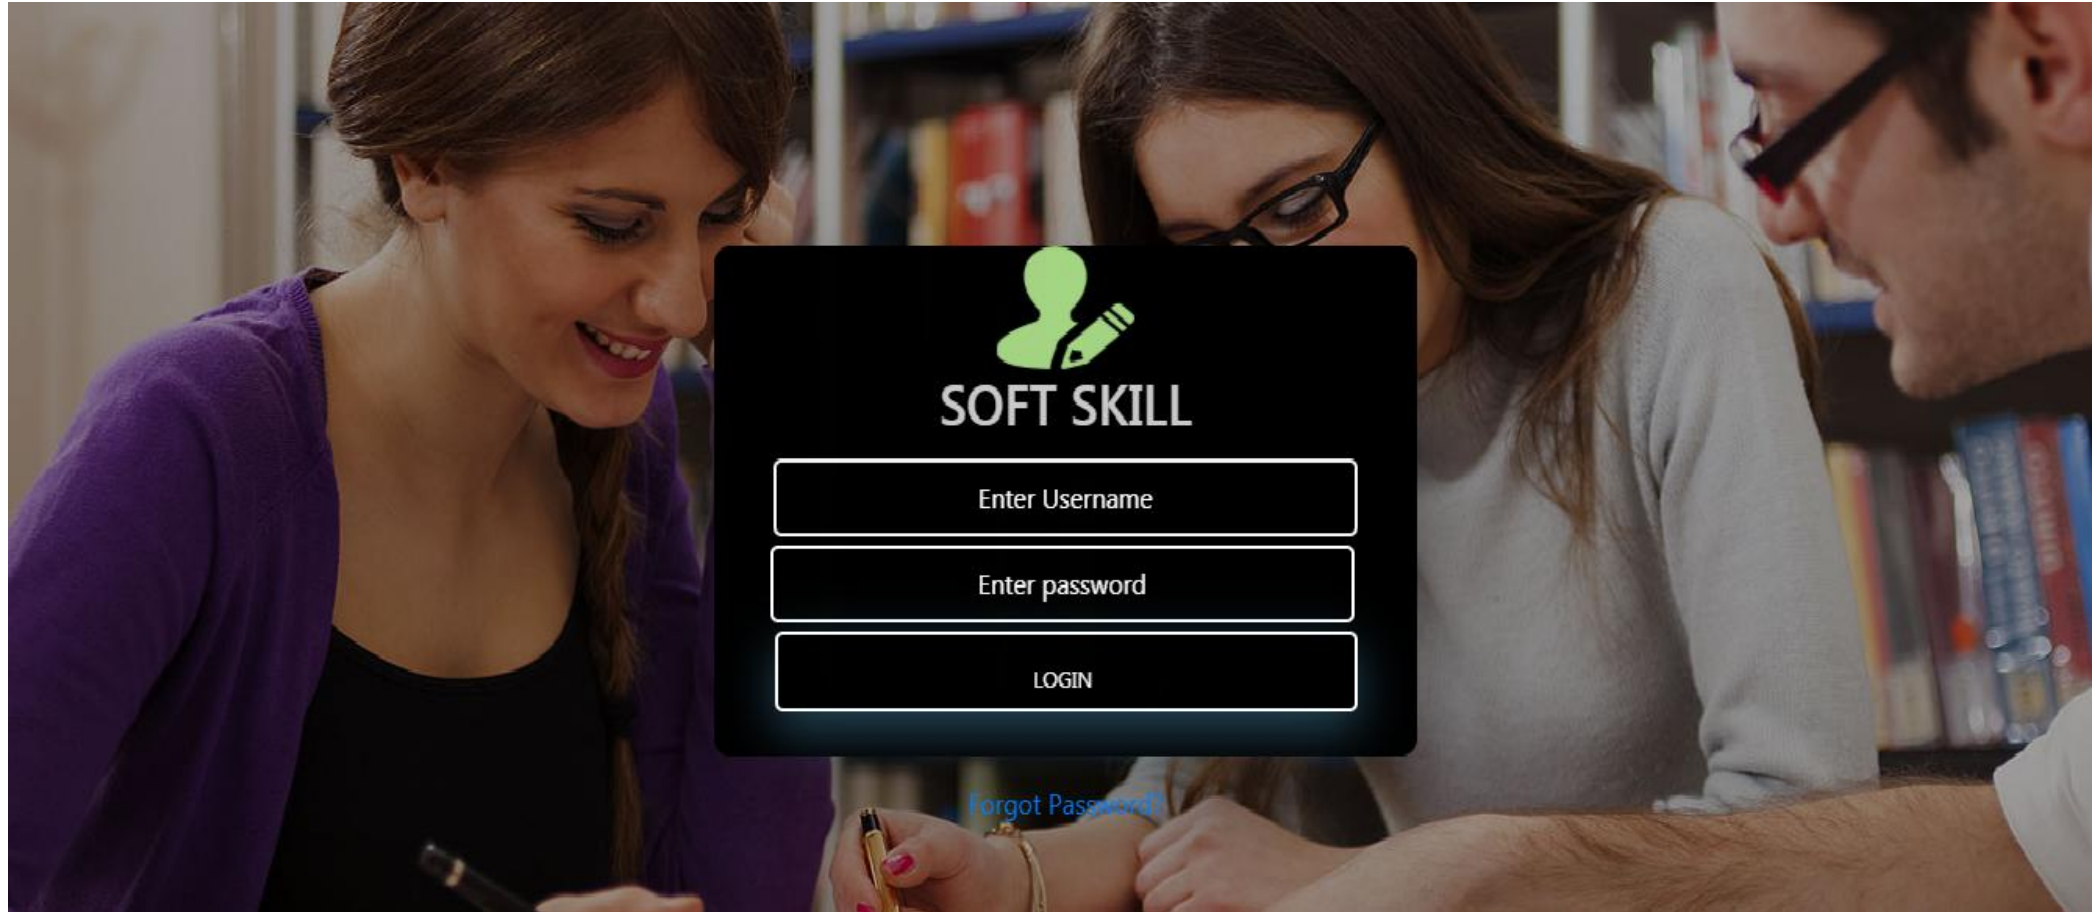 SOFT SKILL
Enter Username
Enter password
LOGIN
Forgot Password?